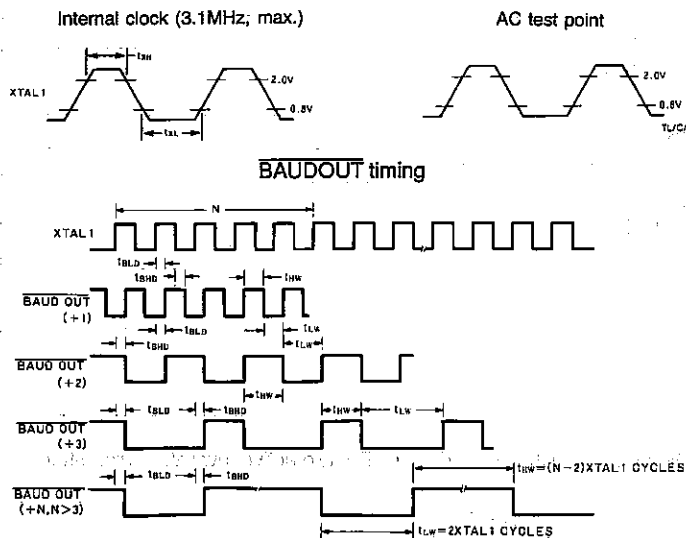 Internal clock (3.1MHz; max.)
AC test point
tXH
2.0V
XTAL1
0.8V
tXL
2.0V
0.8V
TL/C/
BAUDOUT timing
N
XTAL1
tBLD
tBHD
tHW
BAUD OUT
(÷1)
tBLD
tLW
tBHD
tLW
BAUD OUT
(÷2)
tHW
tBLD
tBHD
tHW
tLW
BAUD OUT
(÷3)
tHW=(N-2)XTAL1 CYCLES
tBLD
tBHD
BAUD OUT
(÷N,N>3)
tLW=2XTAL1 CYCLES